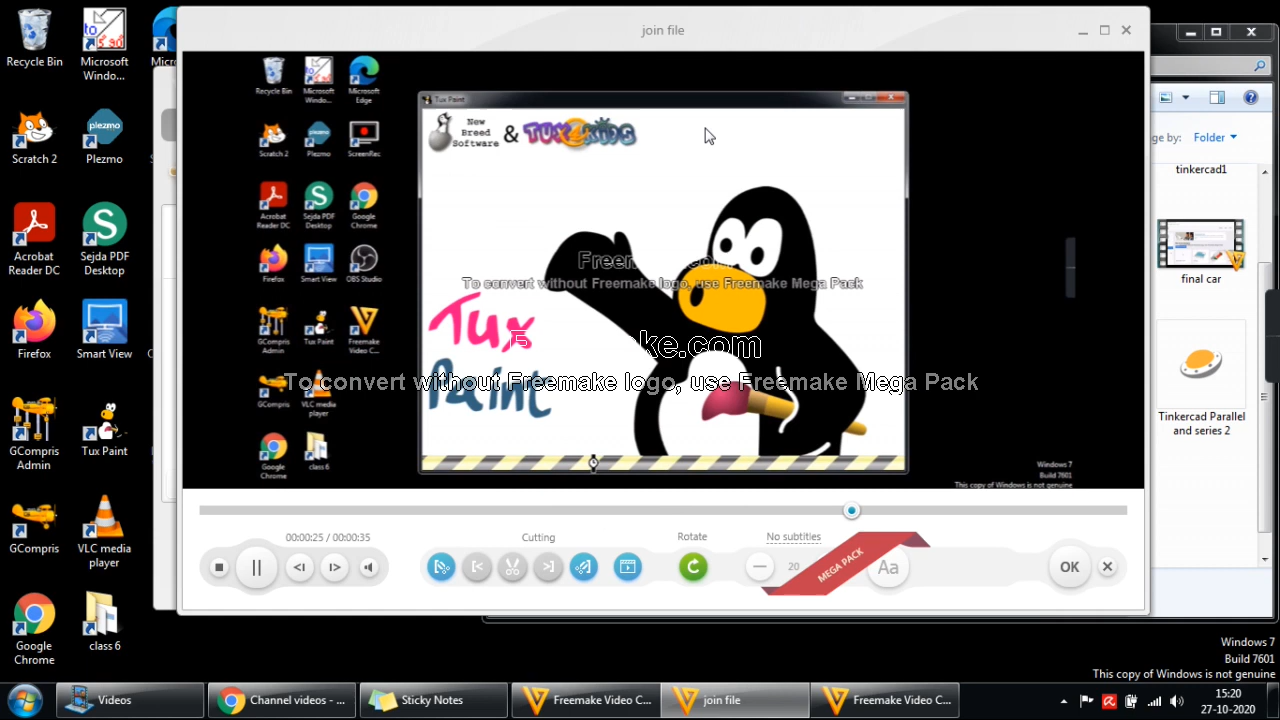 Recycle Bin
Microsoft
Windo...
Micr
Scratch 2
Plezmo
Acrobat
Reader DC
Sejda PDF
Desktop
Firefox
Smart View
GCompris
Admin
Tux Paint
GCompris
VLC media
player
Google
Chrome
class 6
join file
Recycle Bin
Microsoft
Windo...
Microsoft
Edge
Scratch 2
Plezmo
ScreenRec
Acrobat
Reader DC
Sejda PDF
Desktop
Google
Chrome
Firefox
Smart View
OBS Studio
GCompris
Admin
Tux Paint
Freemake
Video C...
GCompris
VLC media
player
Google
Chrome
class 6
Tux Paint
New
Breed
Software
&
TUX4KIDS
Tux
Paint
To convert without Freemake logo, use Freemake Mega Pack
ke.com
To convert without Freemake logo, use Freemake Mega Pack
Windows 7
Build 7601
This copy of Windows is not genuine
00:00:25 / 00:00:35
Cutting
Rotate
No subtitles
20
MEGA PACK
Aa
OK
ge by:
Folder
tinkercad1
final car
Tinkercad Parallel
and series 2
Windows 7
Build 7601
This copy of Windows is not genuine
Videos
Channel videos - ...
Sticky Notes
Freemake Video C...
join file
Freemake Video C...
15:20
27-10-2020